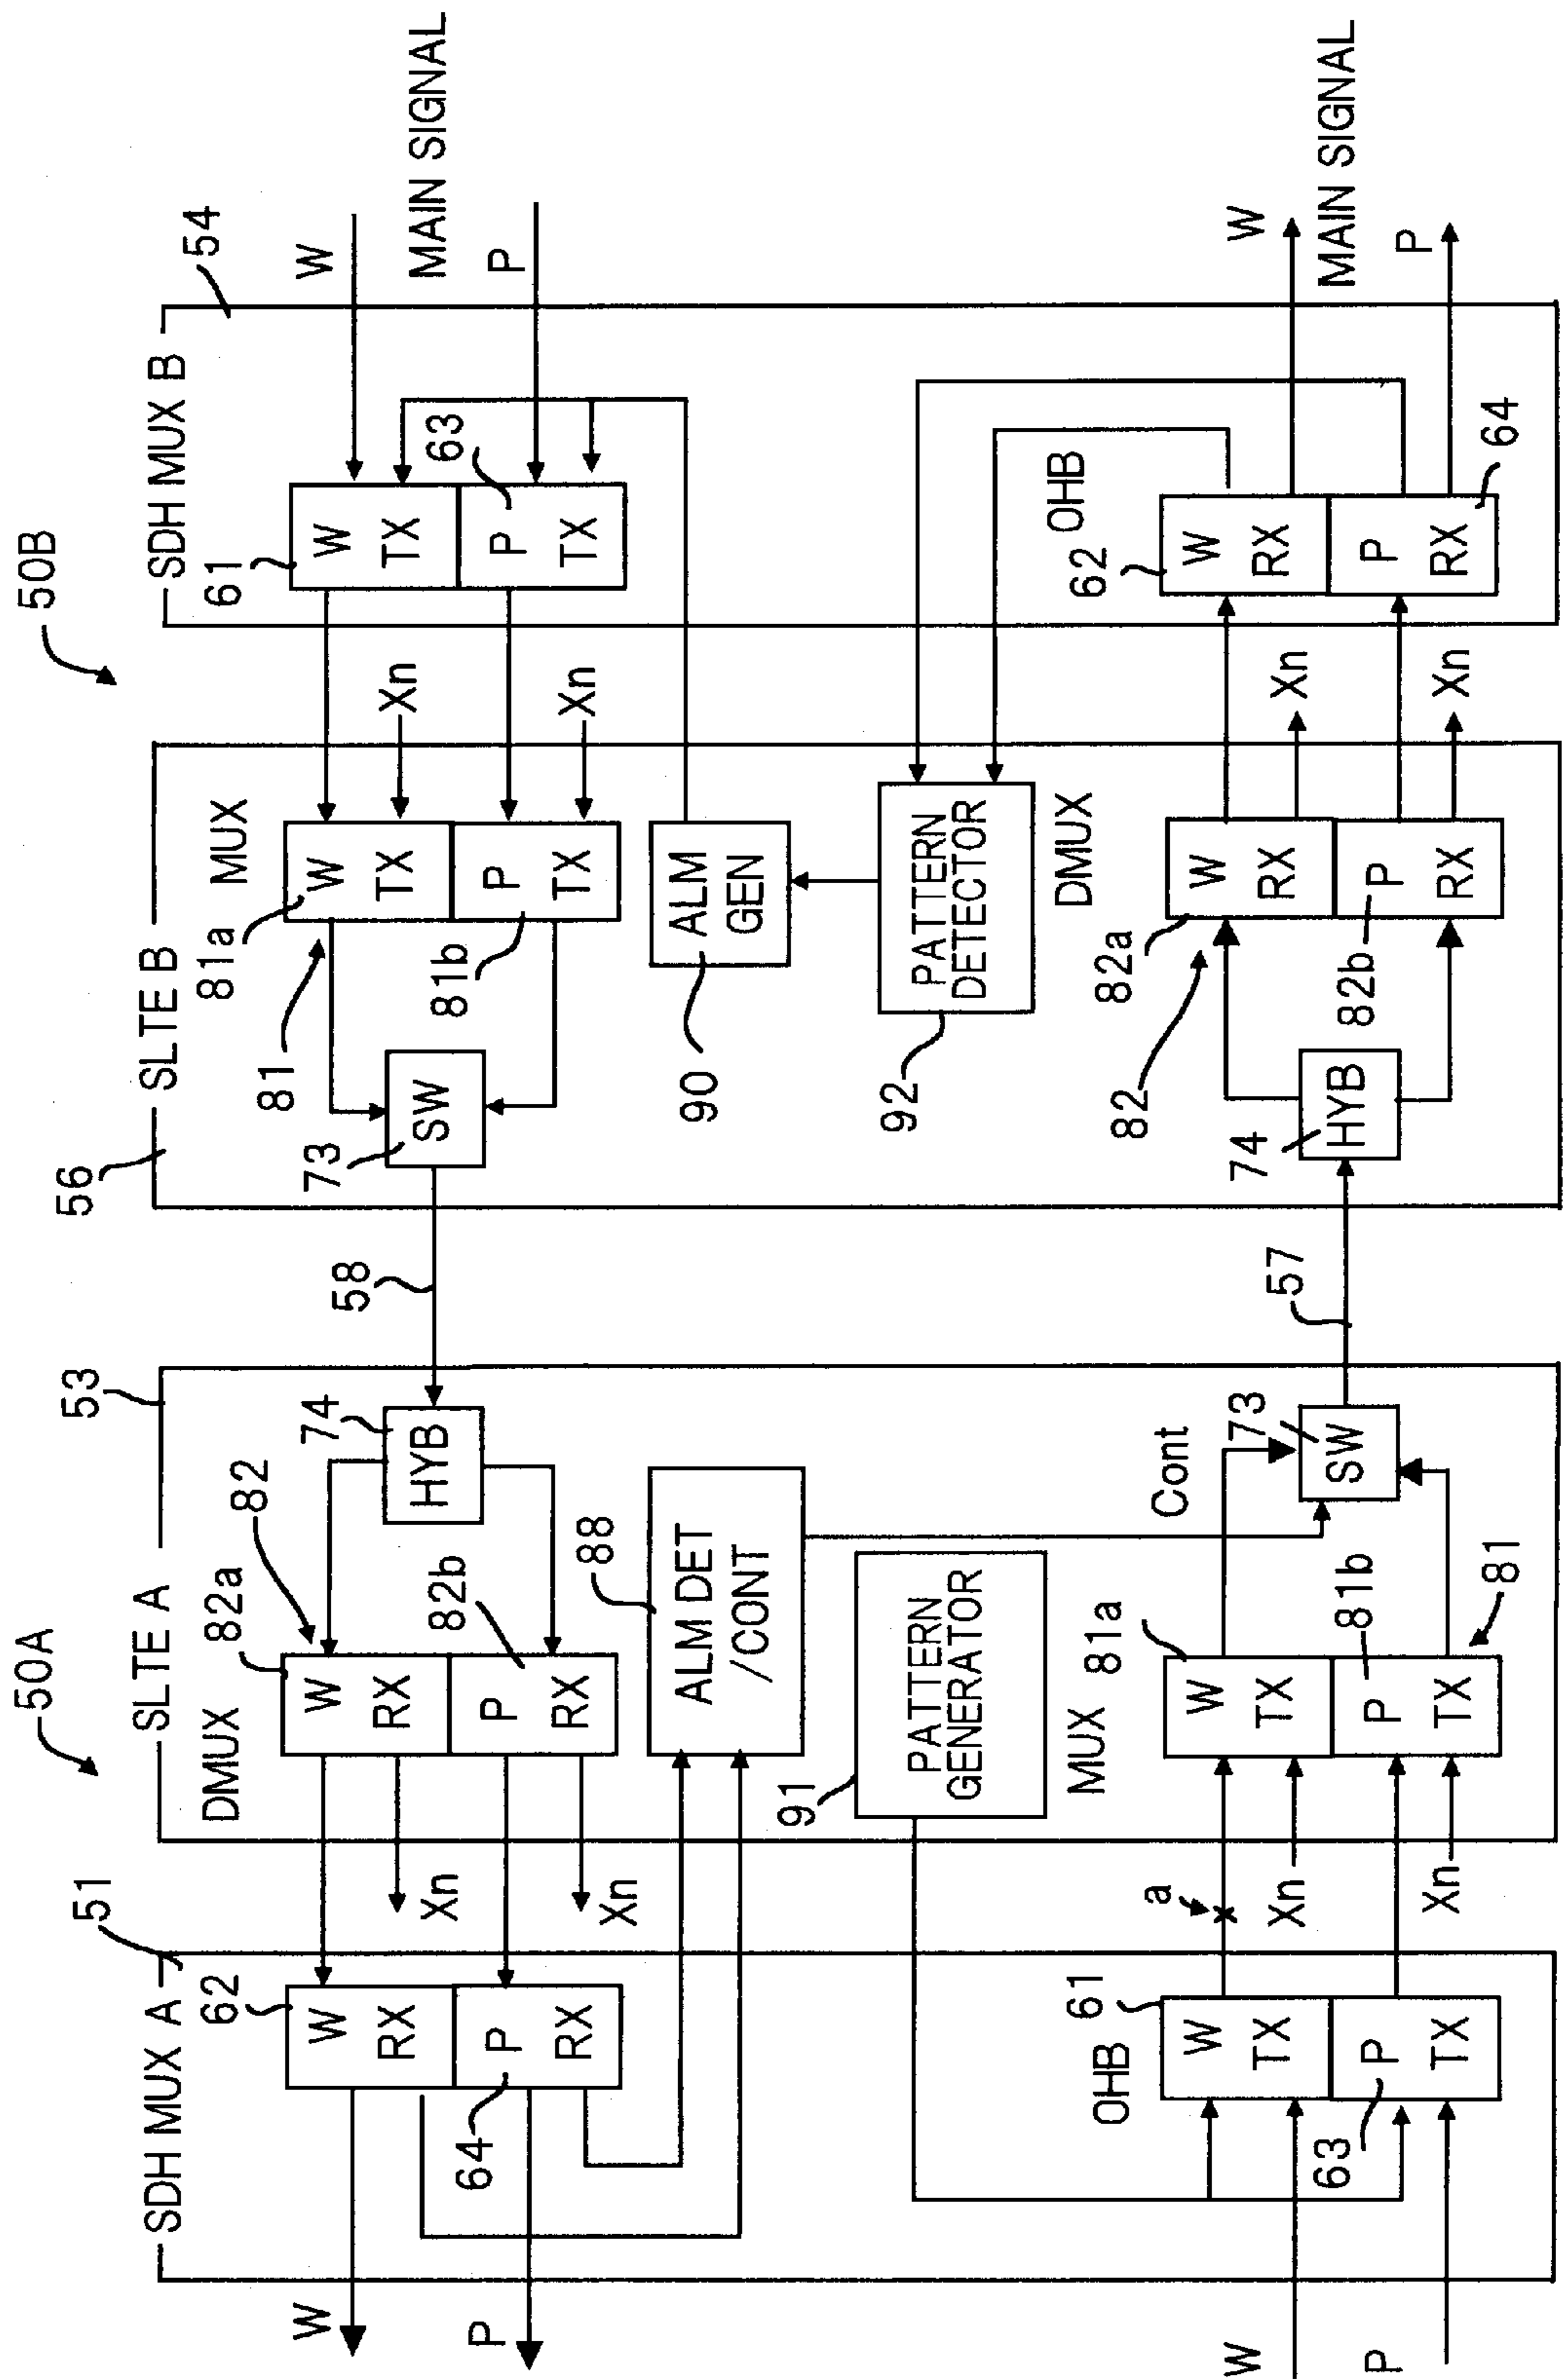 50A
50B
SDH MUX A
51
SLTE A
53
SLTE B
56
SDH MUX B
54
W
P
62
W
RX
P
RX
64
Xn
Xn
DMUX
82a
82
W
RX
P
RX
82b
74
HYB
58
73
SW
81
81a
MUX
W
TX
P
TX
81b
Xn
Xn
61
W
TX
P
TX
63
W
MAIN SIGNAL
P
88
ALM DET
/CONT
91
PATTERN
GENERATOR
Cont
90
ALM
GEN
92
PATTERN
DETECTOR
W
P
OHB
61
W
TX
P
TX
63
a
x
Xn
Xn
MUX
81a
W
TX
P
TX
81b
81
73
SW
57
74
HYB
82
82a
82b
DMUX
W
RX
P
RX
Xn
Xn
OHB
62
W
RX
P
RX
64
W
MAIN SIGNAL
P